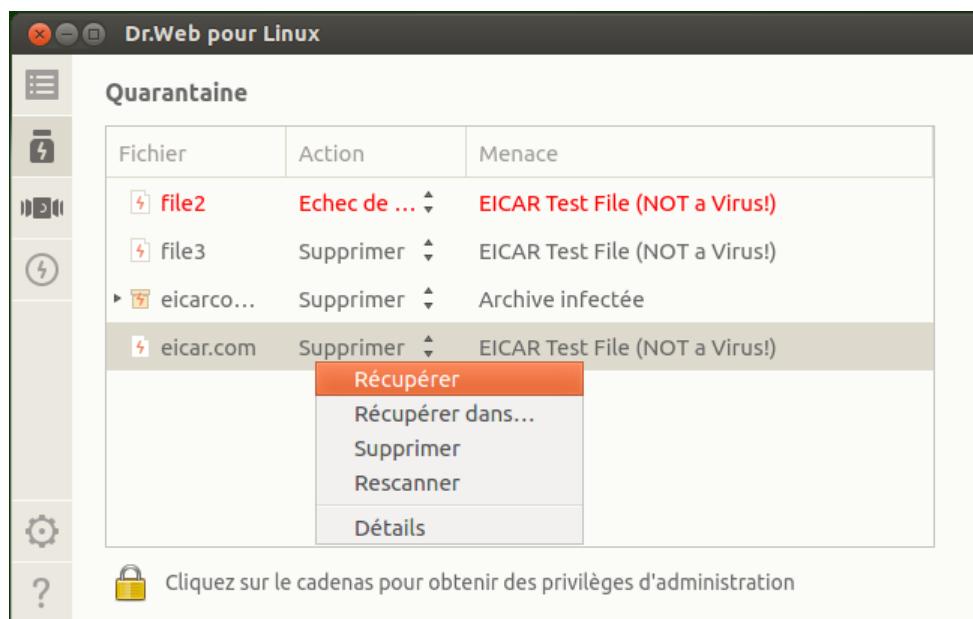 Dr.Web pour Linux
Quarantaine
Fichier Action Menace
file2 Echec de ... EICAR Test File (NOT a Virus!)
file3 Supprimer EICAR Test File (NOT a Virus!)
eicarco... Supprimer Archive infectée
eicar.com Supprimer EICAR Test File (NOT a Virus!)
Récupérer
Récupérer dans...
Supprimer
Rescanner
Détails
Cliquez sur le cadenas pour obtenir des privilèges d'administration